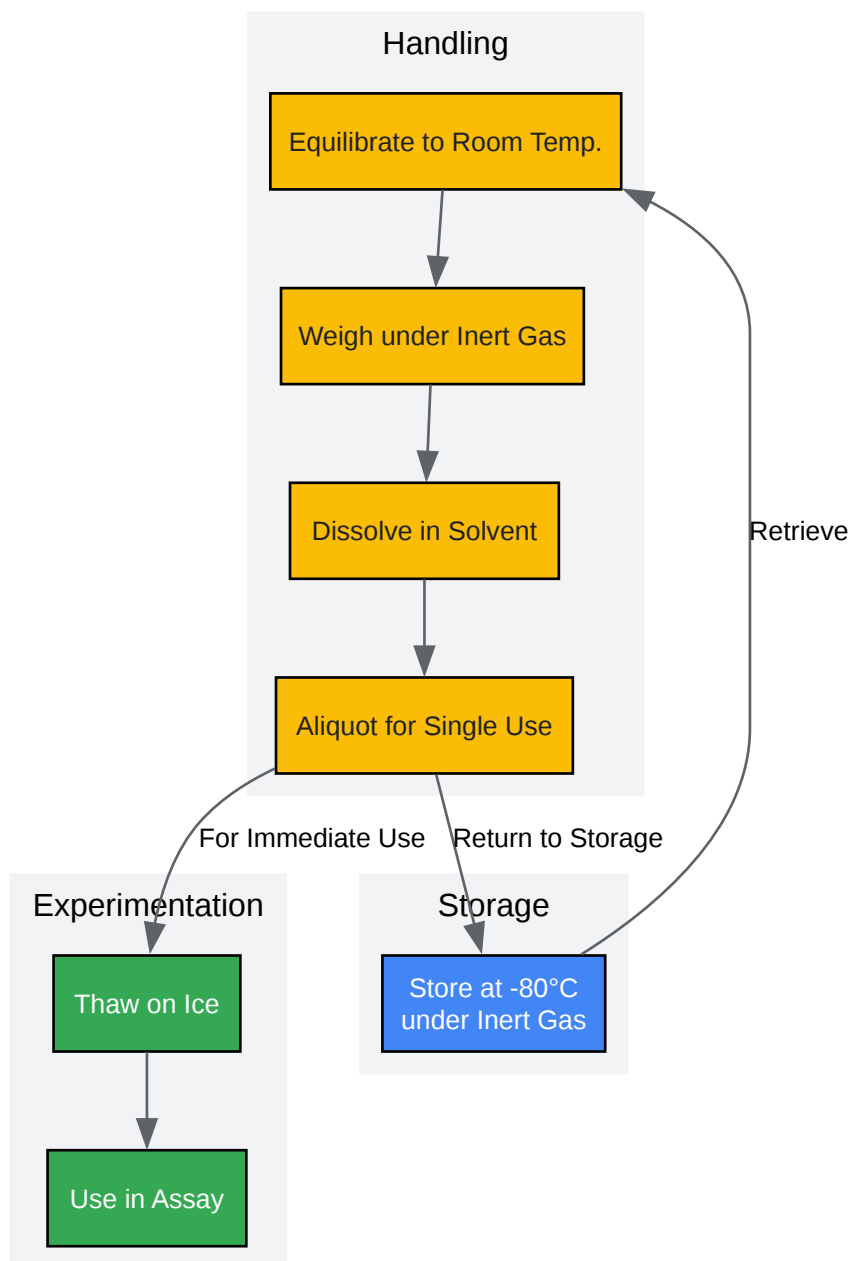 Handling
Equilibrate to Room Temp.
Weigh under Inert Gas
Dissolve in Solvent
Retrieve
Aliquot for Single Use
For Immediate Use
Return to Storage
Experimentation
Storage
Thaw on Ice
Store at -80°C
under Inert Gas
Use in Assay